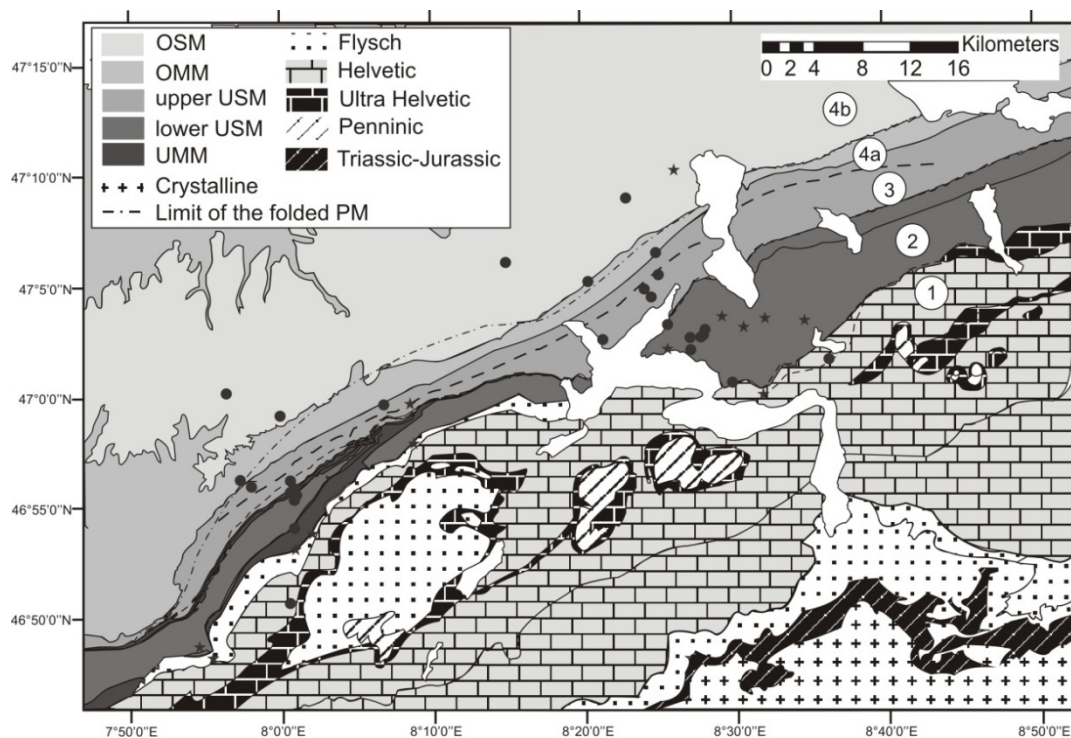 OSM
OMM
upper USM
lower USM
UMM
Crystalline
Limit of the folded PM
Flysch
Helvetic
Ultra Helvetic
Penninic
Triassic-Jurassic
Kilometers
0 2 4 8 12 16
47°15'0"N
47°10'0"N
47°5'0"N
47°0'0"N
46°55'0"N
46°50'0"N
4b
4a
3
2
1
7°50'0"E
8°0'0"E
8°10'0"E
8°20'0"E
8°30'0"E
8°40'0"E
8°50'0"E